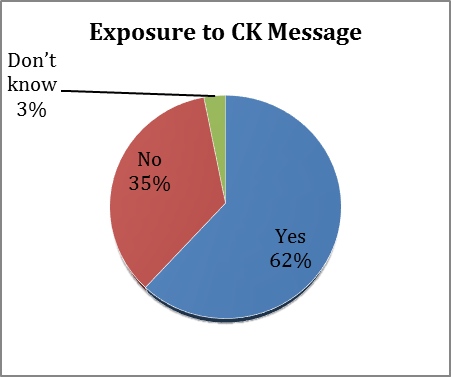 Exposure to CK Message
Don’t
know
3%
No
35%
Yes
62%